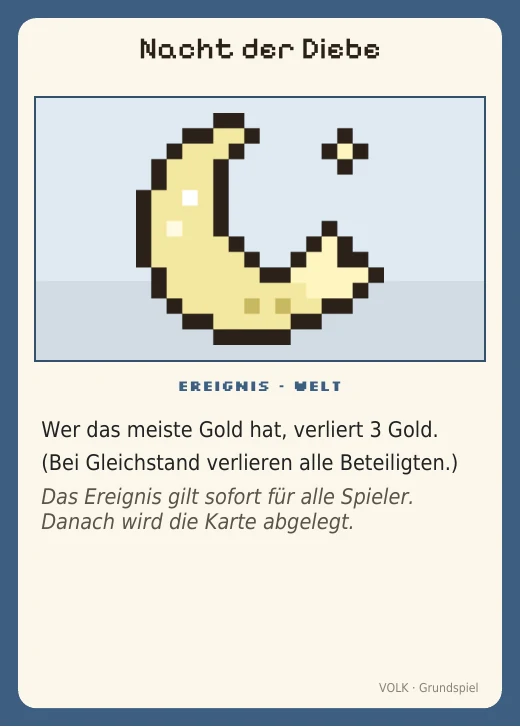 Nacht der Diebe
EREIGNIS · WELT
Wer das meiste Gold hat, verliert 3 Gold.
(Bei Gleichstand verlieren alle Beteiligten.)
Das Ereignis gilt sofort für alle Spieler.
Danach wird die Karte abgelegt.
VOLK · Grundspiel